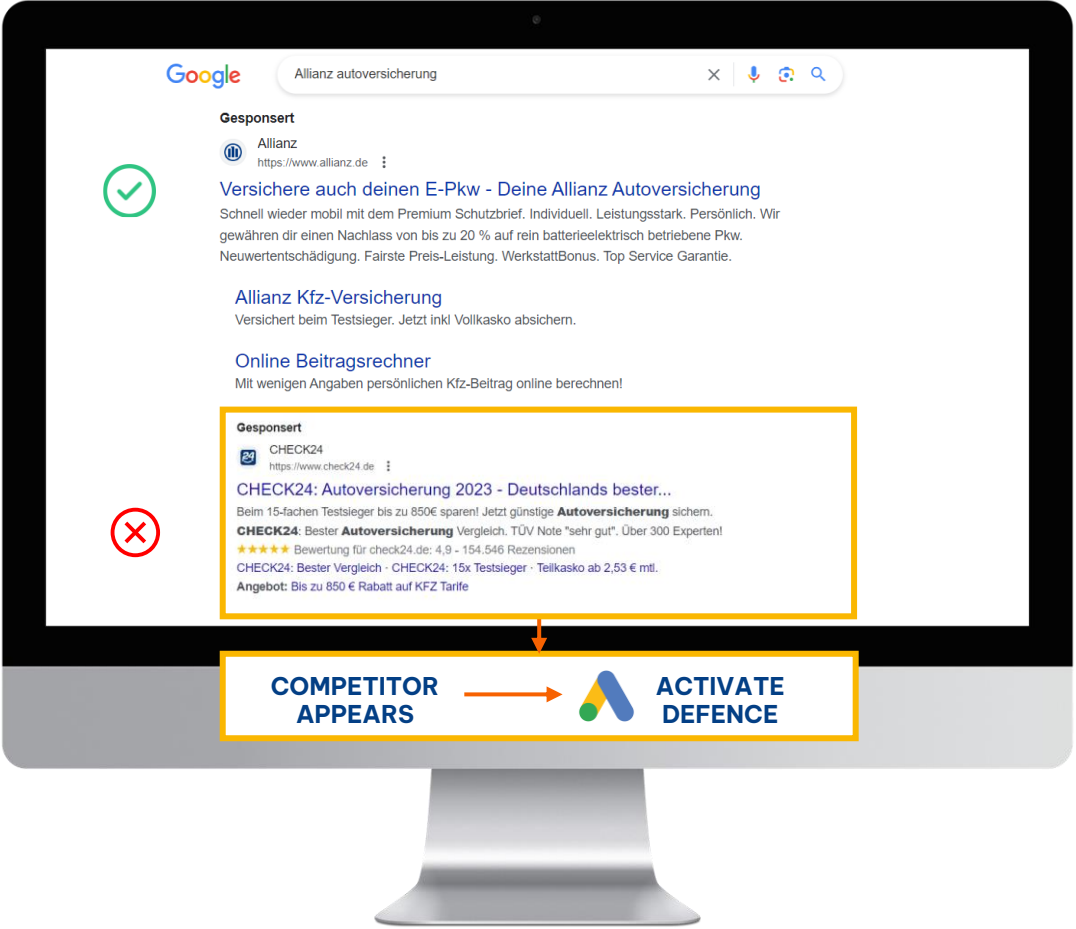 Google
Allianz autoversicherung
Gesponsert
Allianz
https://www.allianz.de
Versichere auch deinen E-Pkw - Deine Allianz Autoversicherung
Schnell wieder mobil mit dem Premium Schutzbrief. Individuell. Leistungsstark. Persönlich. Wir
gewähren dir einen Nachlass von bis zu 20 % auf rein batterieelektrisch betriebene Pkw.
Neuwertentschädigung. Fairste Preis-Leistung. WerkstattBonus. Top Service Garantie.
Allianz Kfz-Versicherung
Versichert beim Testsieger. Jetzt inkl Vollkasko absichern.
Online Beitragsrechner
Mit wenigen Angaben persönlichen Kfz-Beitrag online berechnen!
Gesponsert
24
CHECK24
https://www.check24.de
CHECK24: Autoversicherung 2023 - Deutschlands bester...
Beim 15-fachen Testsieger bis zu 850€ sparen! Jetzt günstige Autoversicherung sichern.
CHECK24: Bester Autoversicherung Vergleich. TÜV Note "sehr gut". Über 300 Experten!
★★★★★ Bewertung für check24.de: 4,9 - 154.546 Rezensionen
CHECK24: Bester Vergleich · CHECK24: 15x Testsieger · Teilkasko ab 2,53 € mtl.
Angebot: Bis zu 850 € Rabatt auf KFZ Tarife
COMPETITOR
APPEARS
ACTIVATE
DEFENCE